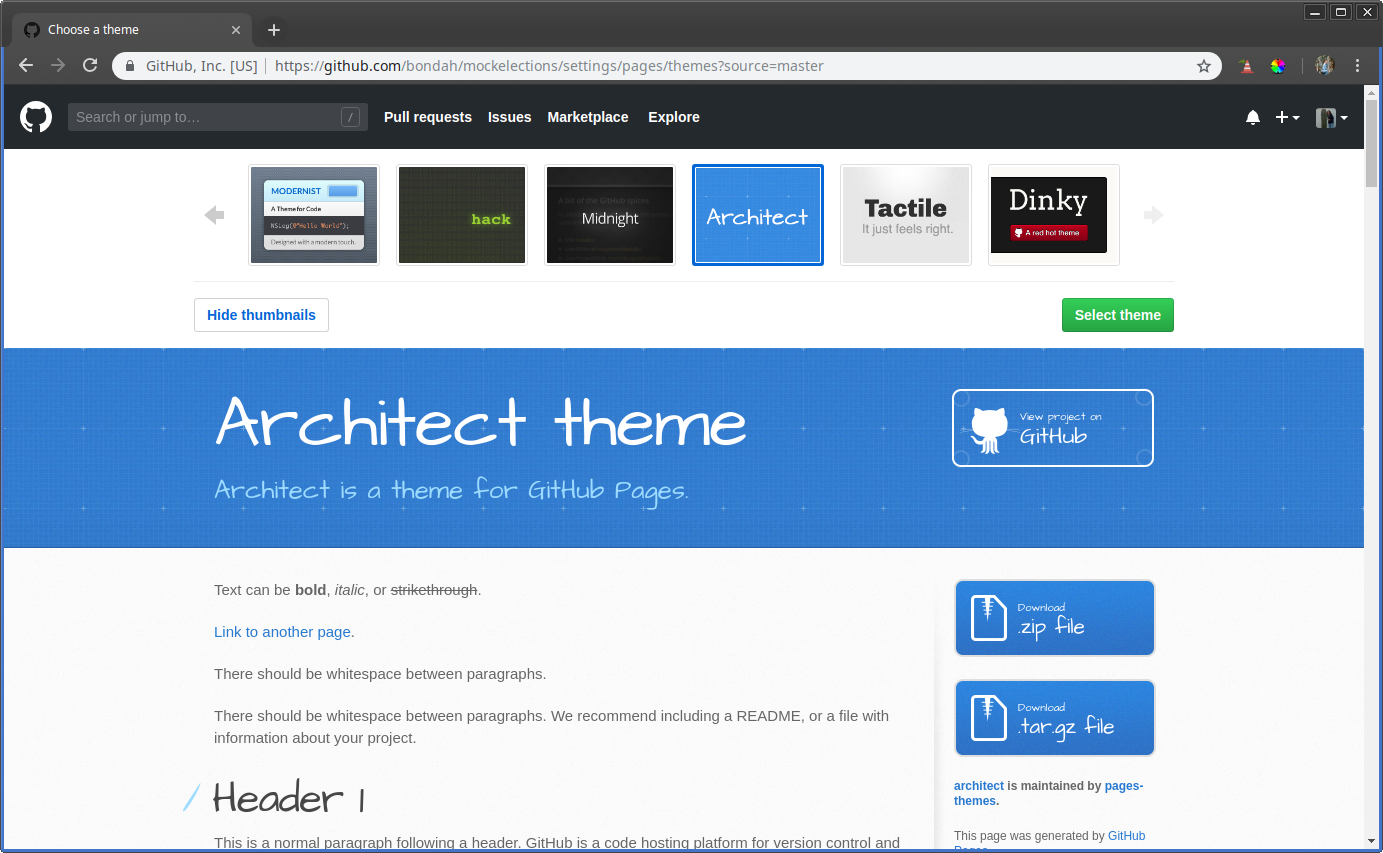 Choose a theme
GitHub, Inc. [US] https://github.com/bondah/mockelections/settings/pages/themes?source=master
Search or jump to… /
Pull requests Issues Marketplace Explore
MODERNIST
A Theme for Code
NSLog(@"Hello World");
Designed with a modern touch.
hack
Midnight
Architect
Tactile
It just feels right.
Dinky
A red hot theme
Hide thumbnails
Select theme
Architect theme
Architect is a theme for GitHub Pages.
View project on
GitHub
Text can be bold, italic, or strikethrough.
Link to another page.
There should be whitespace between paragraphs.
There should be whitespace between paragraphs. We recommend including a README, or a file with
information about your project.
Header 1
This is a normal paragraph following a header. GitHub is a code hosting platform for version control and
Download
.zip file
Download
.tar.gz file
architect is maintained by pages-
themes.
This page was generated by GitHub
Pages.